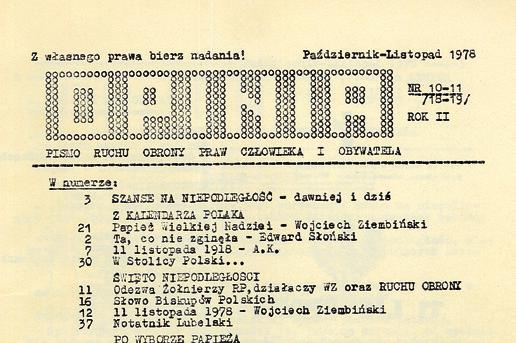 Z własnego prawa bierz nadania! Październik-Listopad 1978
OPINIA
NR 10-11
/18-19/
ROK II
PISMO RUCHU OBRONY PRAW CZŁOWIEKA I OBYWATELA
W numerze:
3 SZANSE NA NIEPODLEGŁOŚĆ - dawniej i dziś
Z KALENDARZA POLAKA
21 Papież Wielkiej Nadziei - Wojciech Ziembiński
2 Ta, co nie zginęła - Edward Słoński
7 11 listopada 1918 - A.K.
30 W Stolicy Polski...
ŚWIĘTO NIEPODLEGŁOSCI
11 Odezwa Żołnierzy RP,działaczy WZ oraz RUCHU OBRONY
16 Słowo Biskupów Polskich
12 11 listopada 1978 - Wojciech Ziembiński
37 Notatnik Lubelski
PO WYBORZE PAPIEŻA